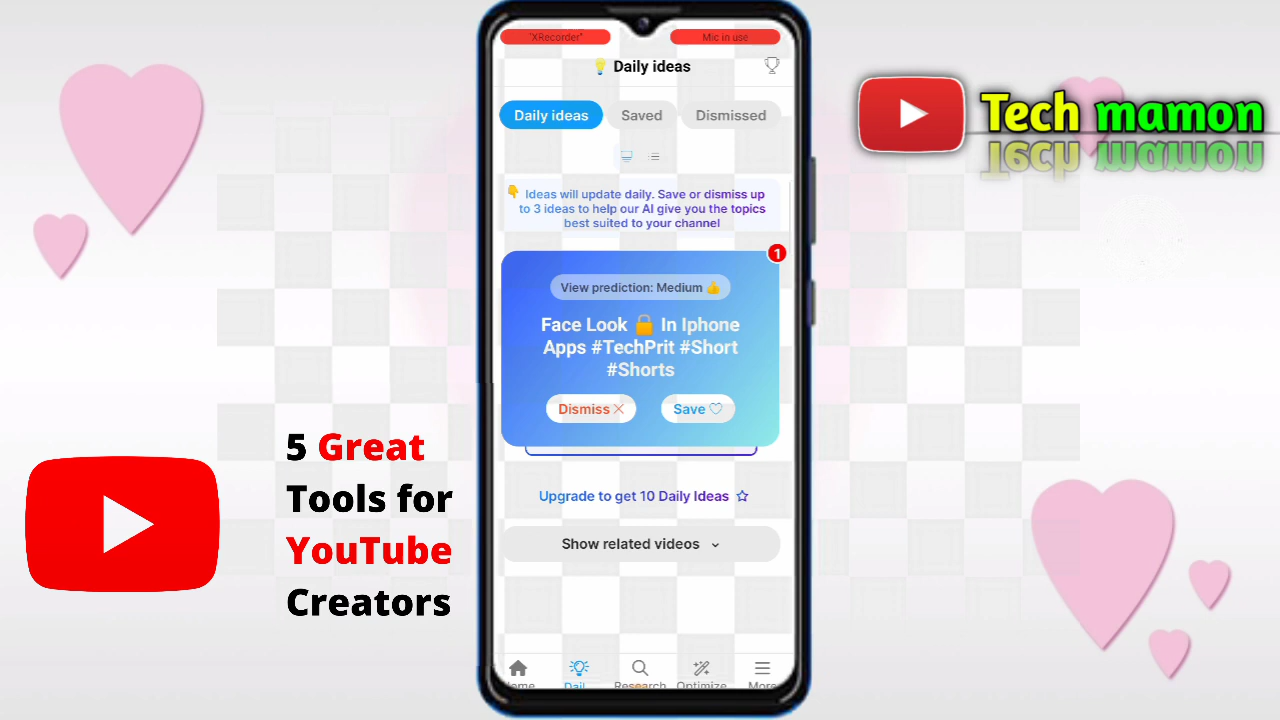 "XRecorder"
Mic in use
💡 Daily ideas
Daily ideas
Saved
Dismissed
👇 Ideas will update daily. Save or dismiss up
to 3 ideas to help our AI give you the topics
best suited to your channel
1
View prediction: Medium 👍
Face Look 🔒 In Iphone
Apps #TechPrit #Short
#Shorts
Dismiss
Save
Upgrade to get 10 Daily Ideas
Show related videos
Home
Dail
Research
Optimize
More
Tech mamon
5 Great
Tools for
YouTube
Creators